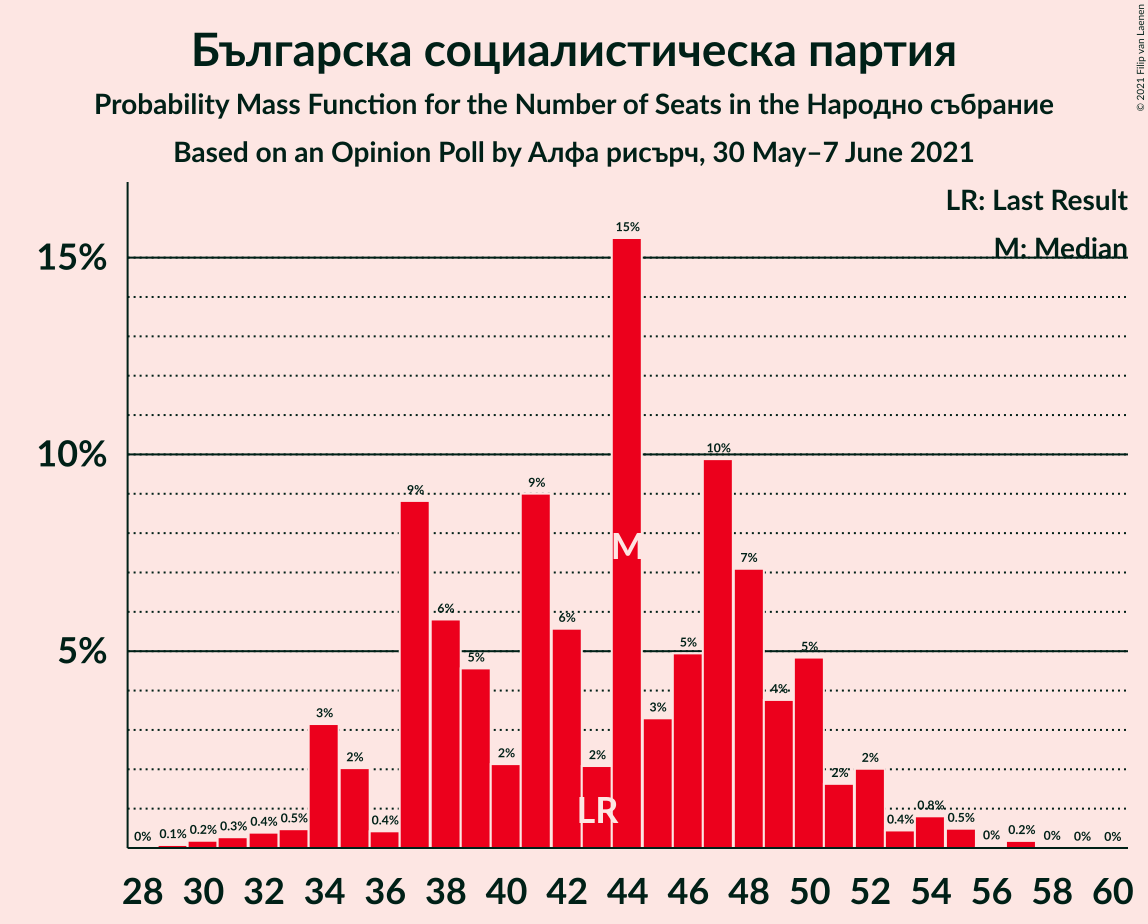 Българска социалистическа партия
Probability Mass Function for the Number of Seats in the Народно събрание
Based on an Opinion Poll by Алфа рисърч, 30 May–7 June 2021
© 2021 Filip van Laenen
LR: Last Result
M: Median
15%
10%
5%
0% 0.1% 0.2% 0.3% 0.4% 0.5% 3% 2% 0.4% 9% 6% 5% 2% 9% 6% 2% 15% 3% 5% 10% 7% 4% 5% 2% 2% 0.4% 0.8% 0.5% 0% 0.2% 0% 0% 0%
M
LR
28 30 32 34 36 38 40 42 44 46 48 50 52 54 56 58 60